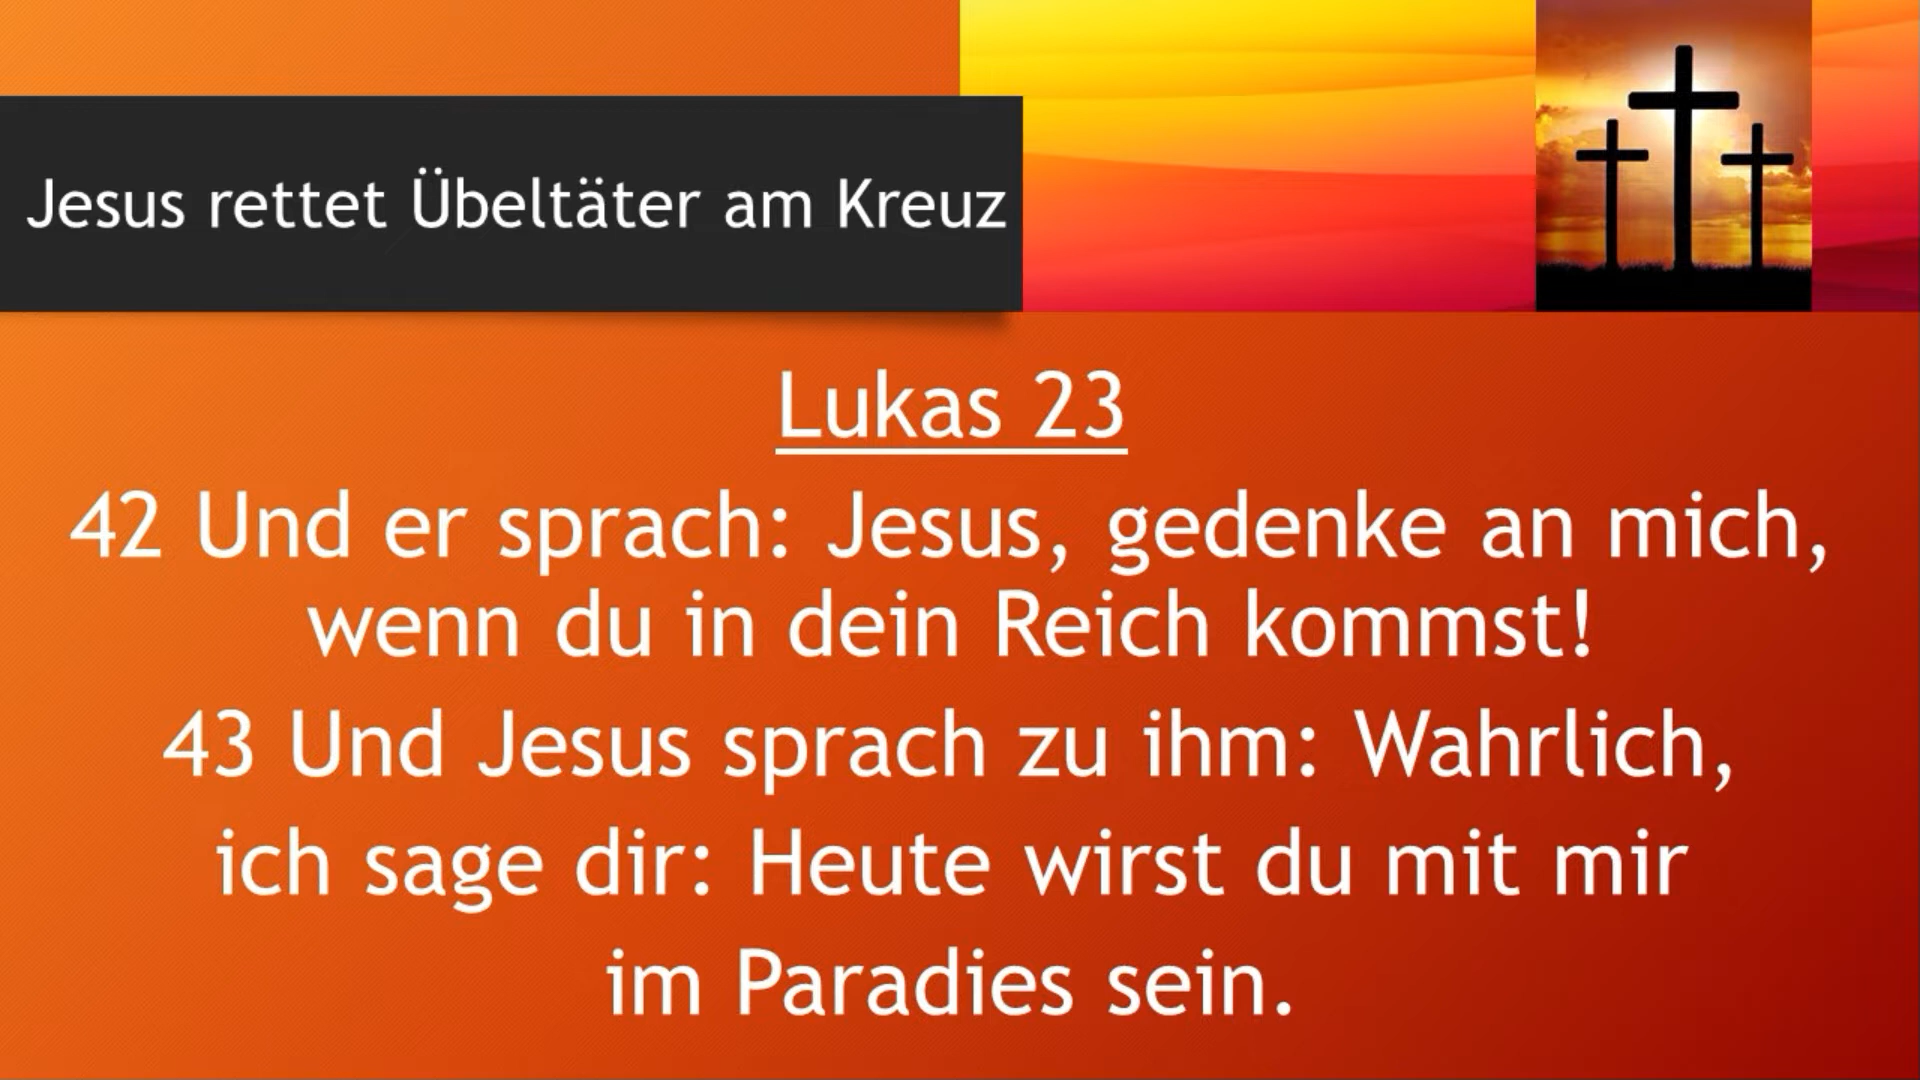 Jesus rettet Übeltäter am Kreuz
Lukas 23
42 Und er sprach: Jesus, gedenke an mich,
wenn du in dein Reich kommst!
43 Und Jesus sprach zu ihm: Wahrlich,
ich sage dir: Heute wirst du mit mir
im Paradies sein.